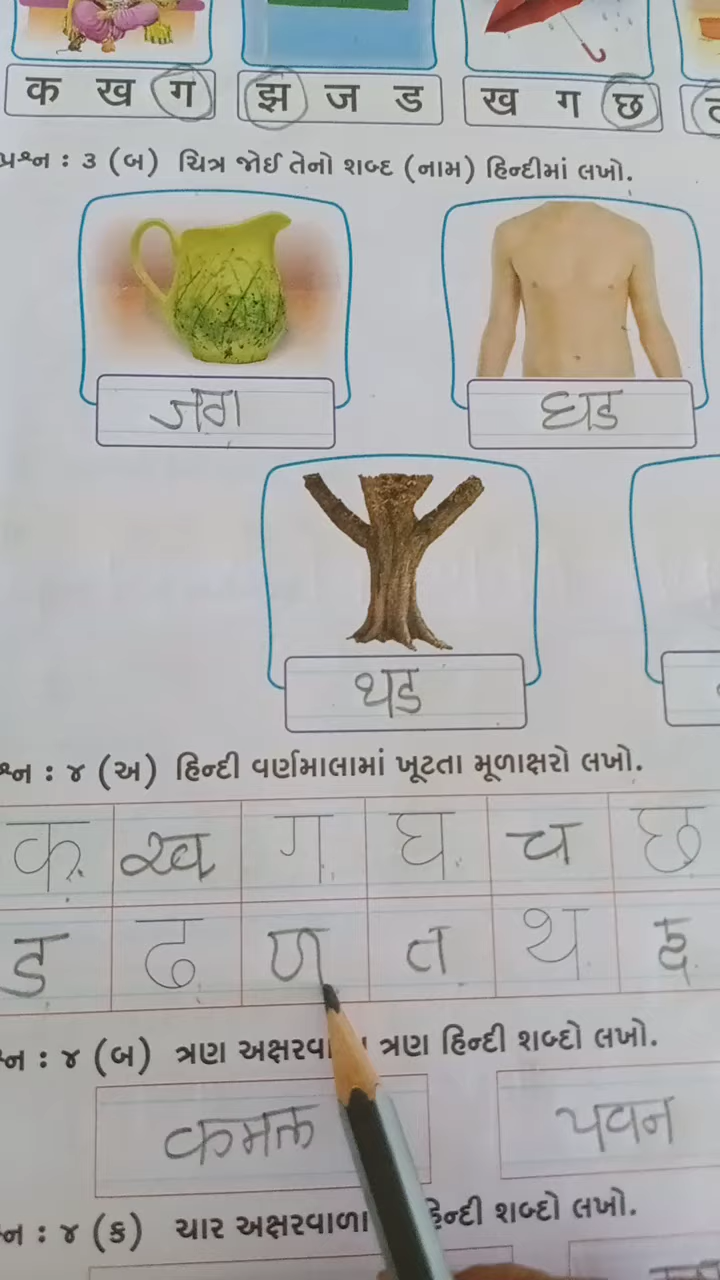 क ख ग झ ज ड ख ग छ
પ્રશ્ન : ૩ (બ) ચિત્ર જોઈ તેનો શબ્દ (નામ) હિન્દીમાં લખો.
जग धड
थड
શ્ન : ૪ (અ) હિન્દી વર્ણમાલામાં ખૂટતા મૂળાક્ષરો લખો.
क ख ग घ च छ
ड ढ ण त थ द
ન : ૪ (બ) ત્રણ અક્ષરવા ત્રણ હિન્દી શબ્દો લખો.
कमल पवन
ન : ૪ (ક) ચાર અક્ષરવાળા હિન્દી શબ્દો લખો.